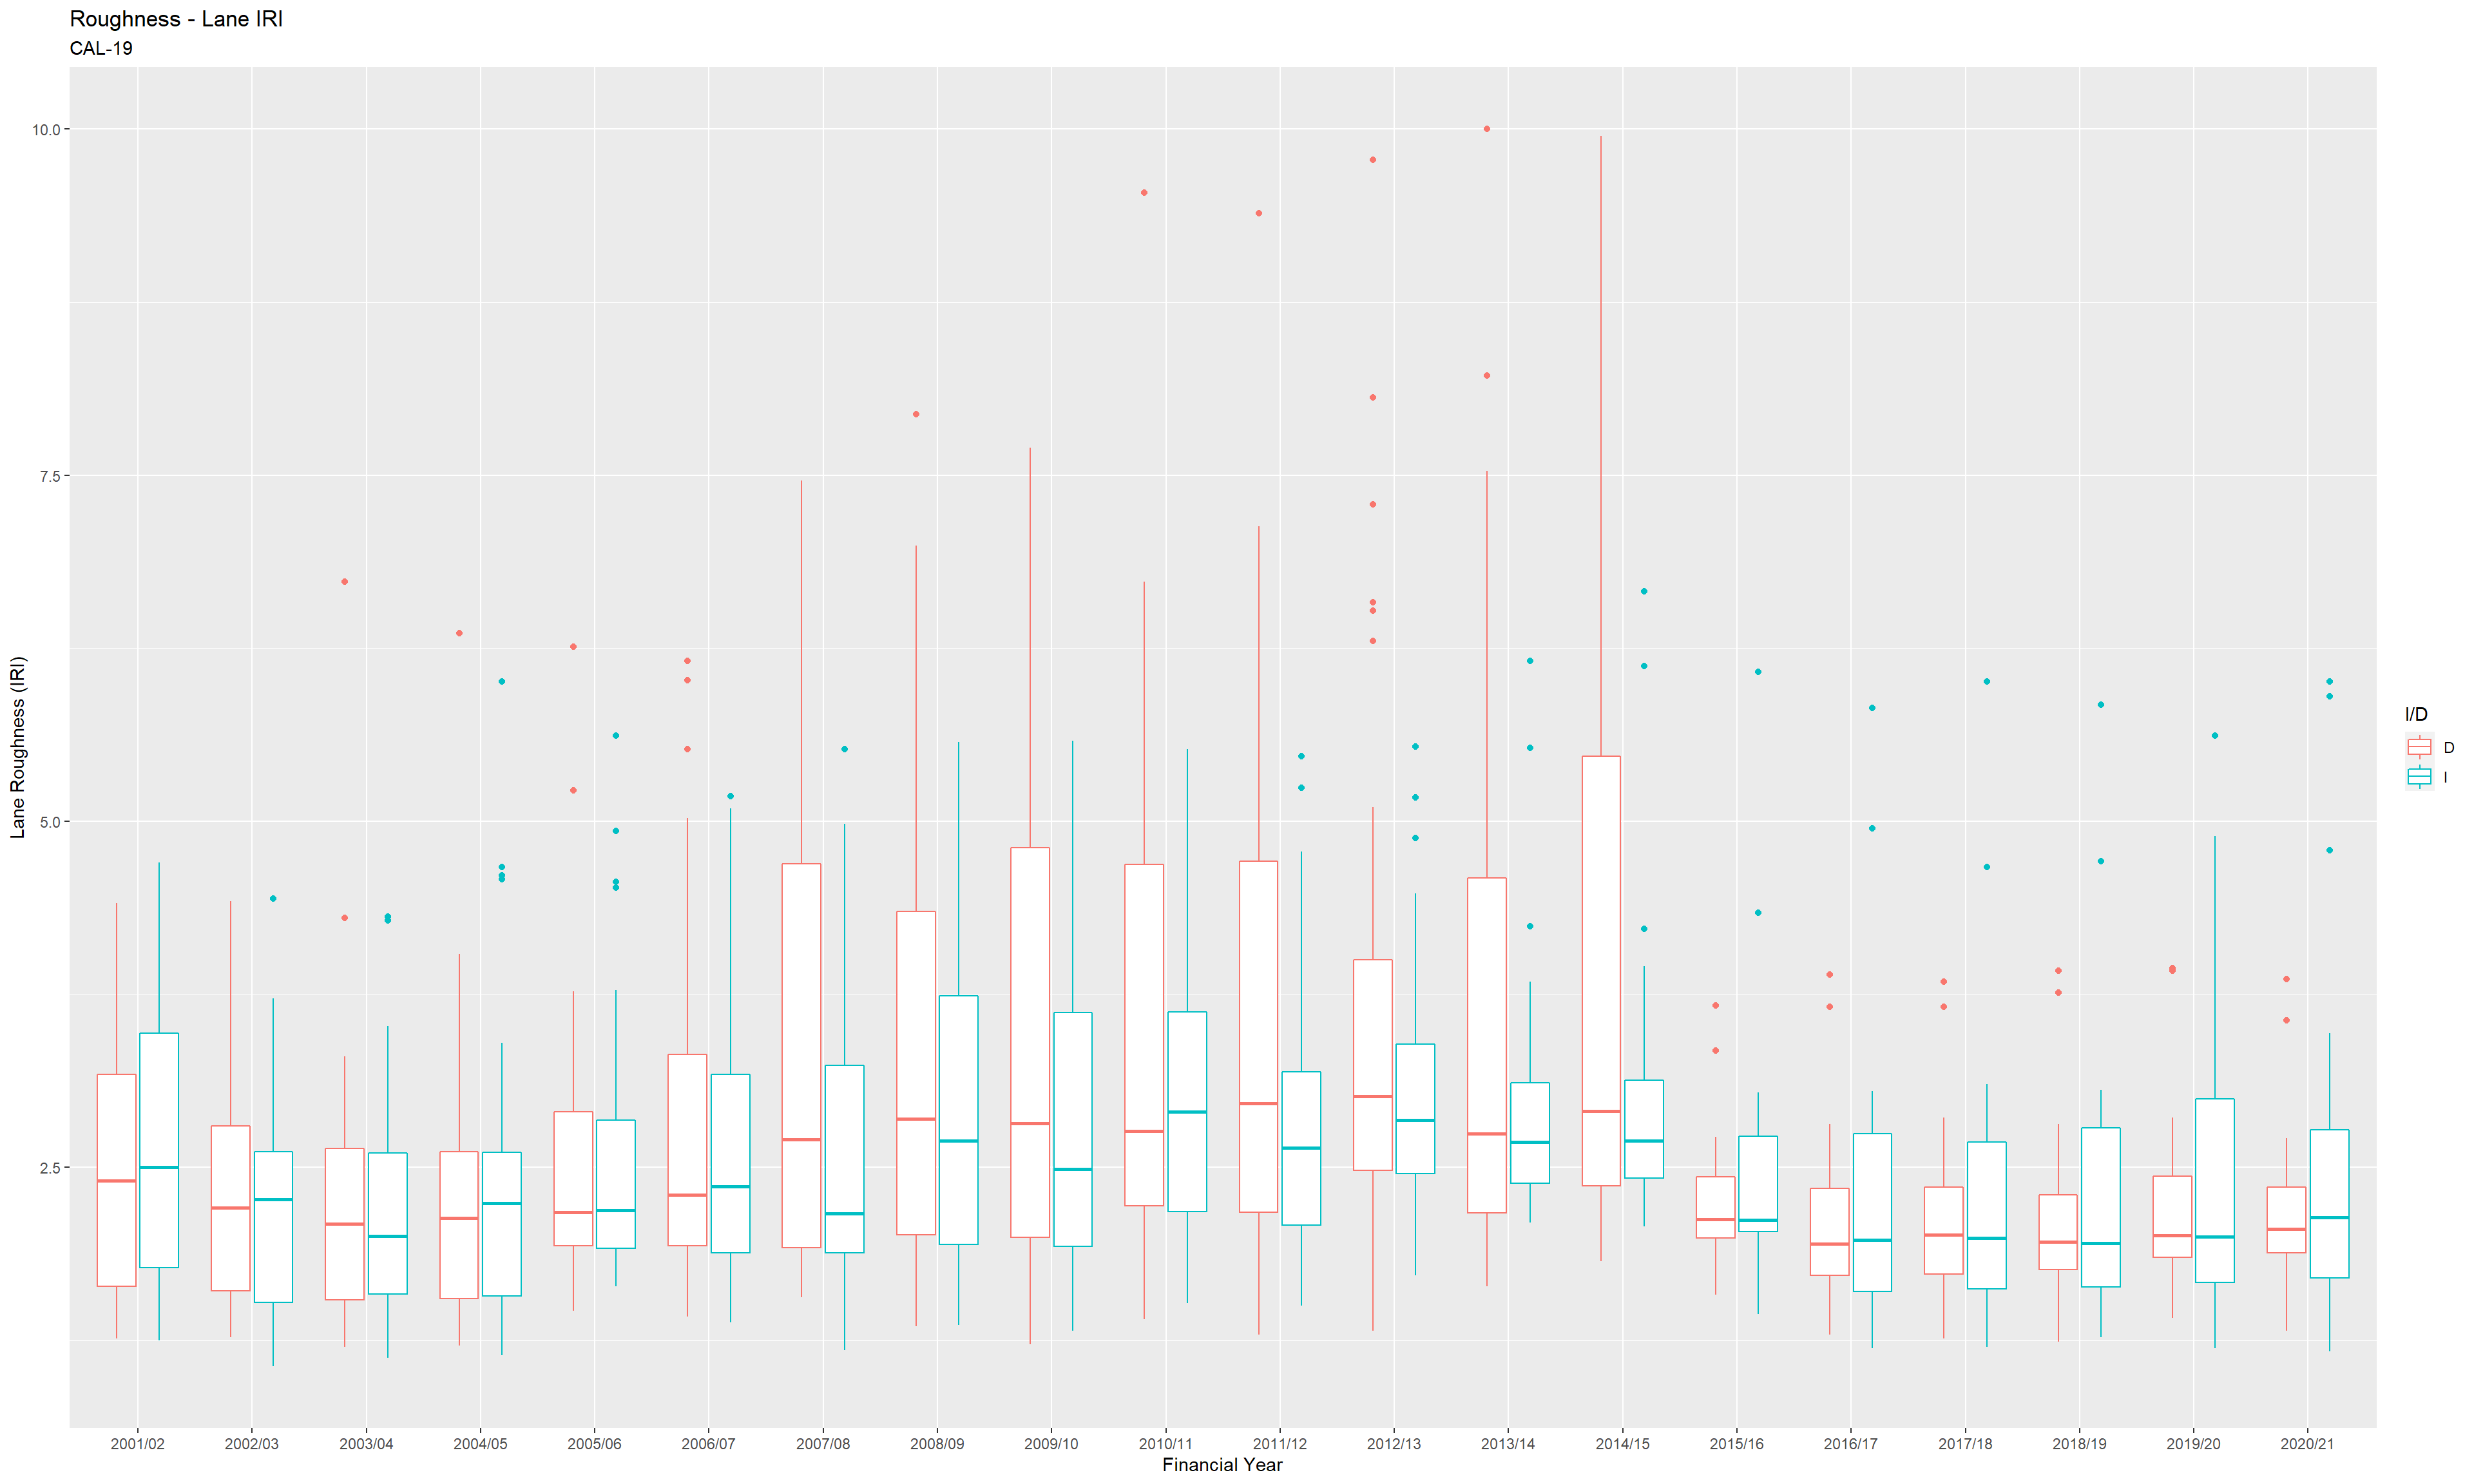 Roughness - Lane IRI
CAL-19
Lane Roughness (IRI)
10.0
7.5
5.0
2.5
2001/02 2002/03 2003/04 2004/05 2005/06 2006/07 2007/08 2008/09 2009/10 2010/11 2011/12 2012/13 2013/14 2014/15 2015/16 2016/17 2017/18 2018/19 2019/20 2020/21
Financial Year
I/D
D
I